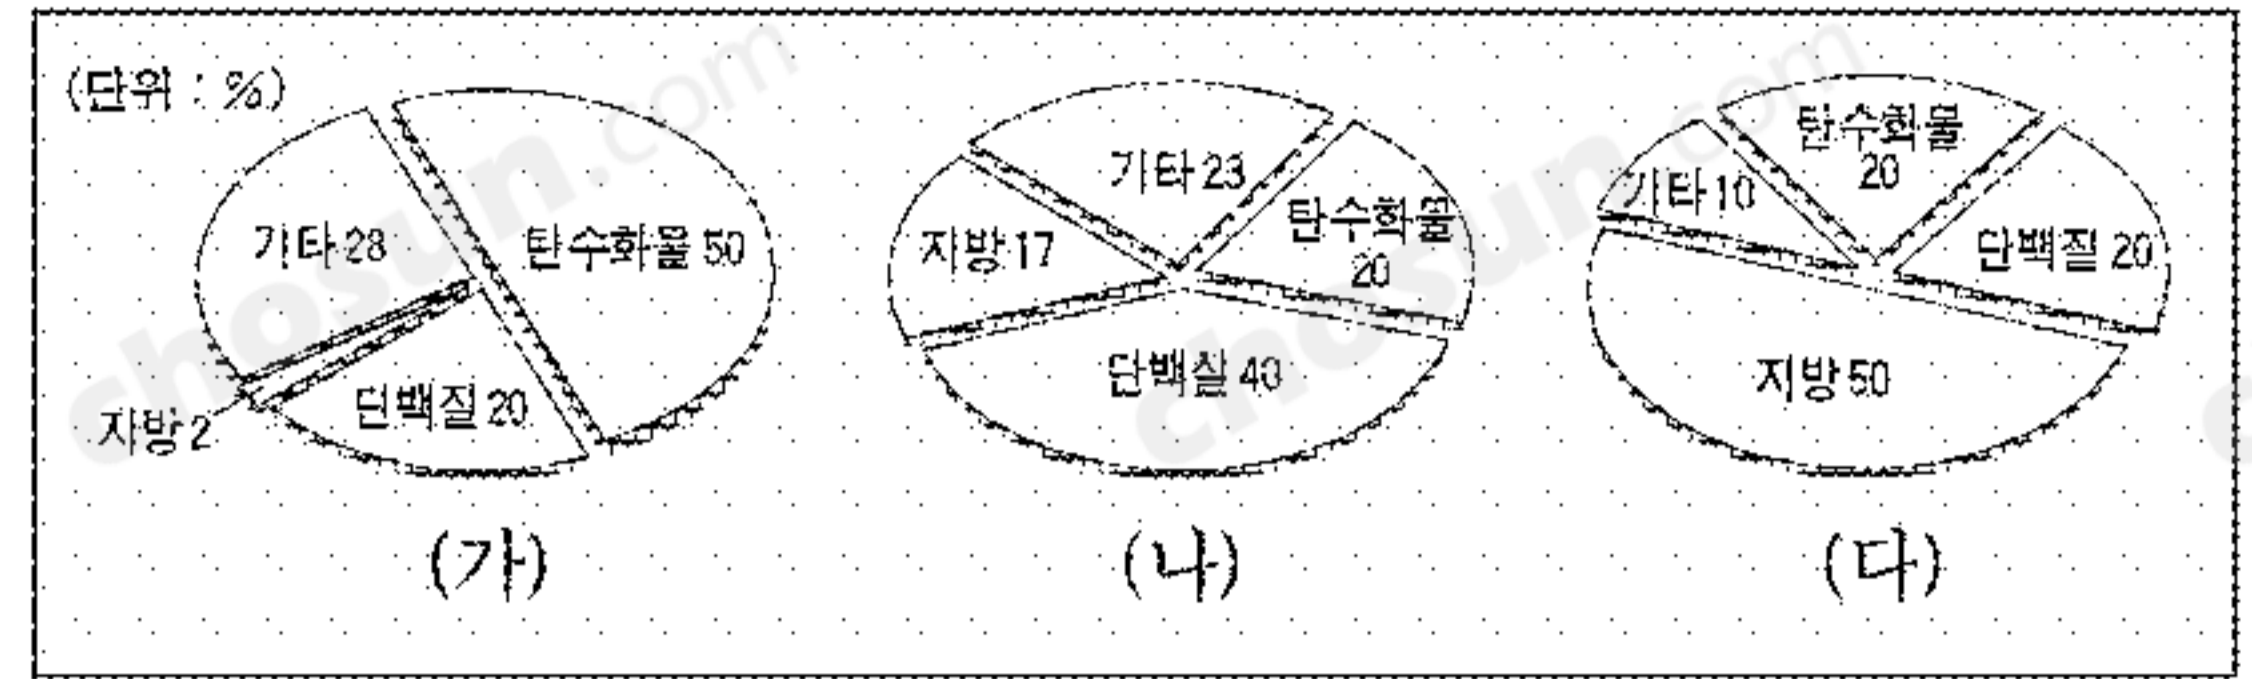 (단위 : %)
기타 28
탄수화물 50
지방 2
단백질 20
(가)
기타 23
지방 17
탄수화물
20
단백질 40
(나)
탄수화물
20
기타 10
단백질 20
지방 50
(다)
chosun.com
chosun.com